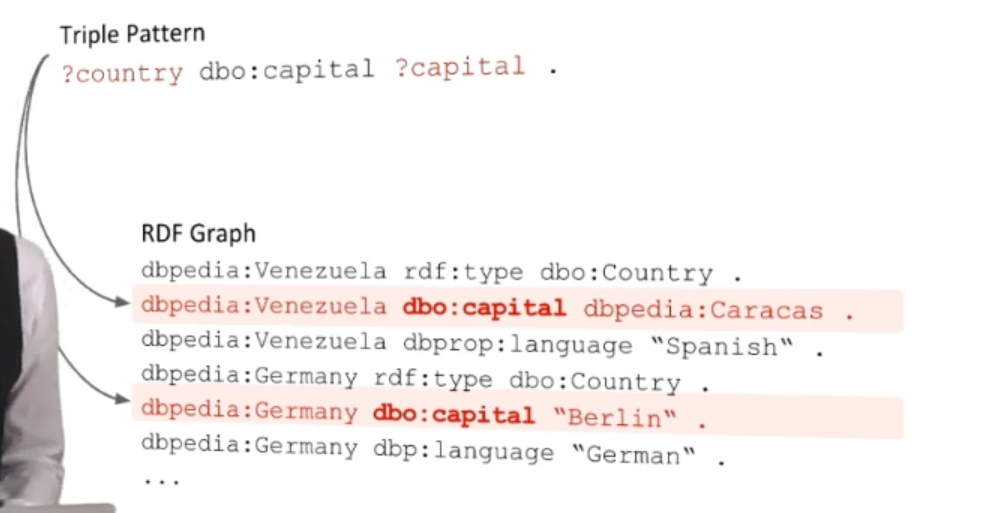 Triple Pattern
?country dbo:capital ?capital .
RDF Graph
dbpedia:Venezuela rdf:type dbo:Country .
dbpedia:Venezuela dbo:capital dbpedia:Caracas .
dbpedia:Venezuela dbprop:language “Spanish“ .
dbpedia:Germany rdf:type dbo:Country .
dbpedia:Germany dbo:capital “Berlin“ .
dbpedia:Germany dbp:language “German“ .
...